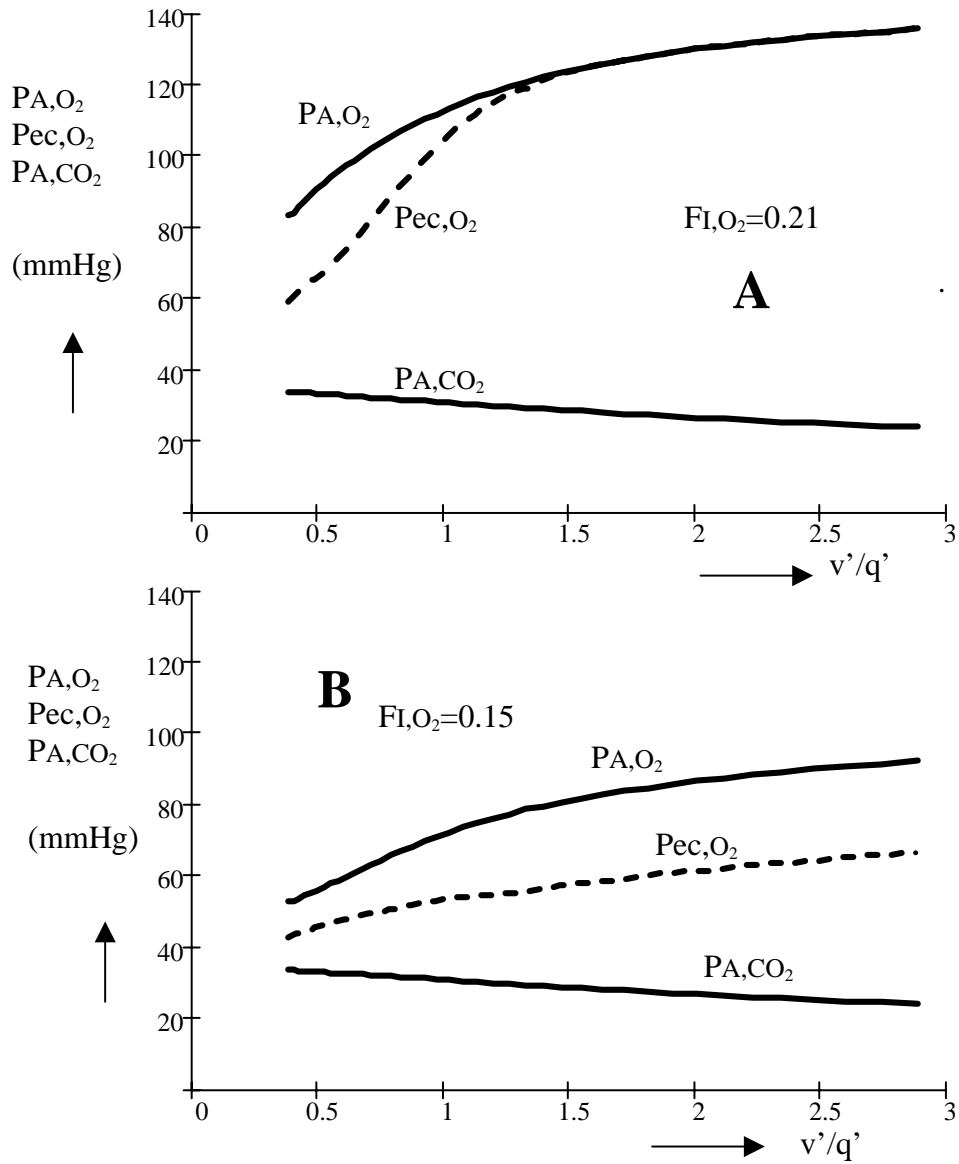 140
120
100
80
60
40
20
PA,O₂
Pec,O₂
PA,CO₂
(mmHg)
PA,O₂
Pec,O₂
FI,O₂=0.21
A
PA,CO₂
0 0.5 1 1.5 2 2.5 3
v’/q’
140
120
100
80
60
40
20
PA,O₂
Pec,O₂
PA,CO₂
(mmHg)
B
FI,O₂=0.15
PA,O₂
Pec,O₂
PA,CO₂
0 0.5 1 1.5 2 2.5 3
v’/q’